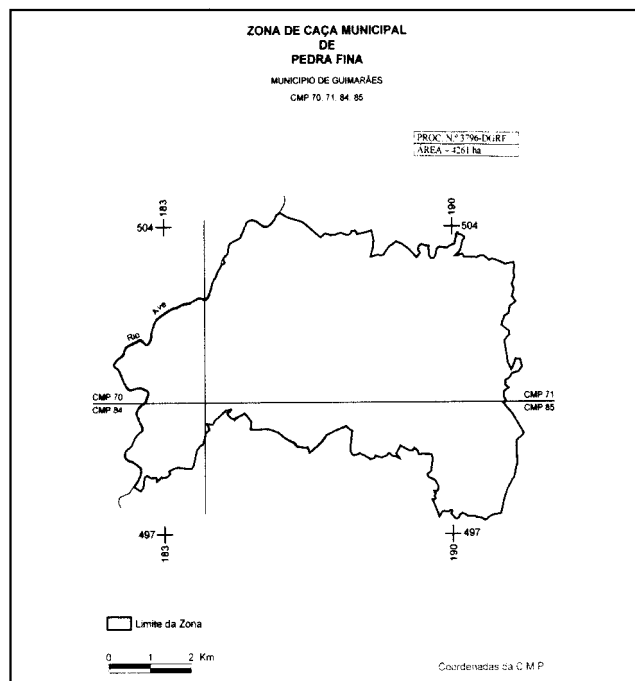 ZONA DE CAÇA MUNICIPAL
DE
PEDRA FINA
MUNICIPIO DE GUIMARÃES
CMP 70, 71, 84, 85
PROC. N.º 3796-DGRF
ÁREA - 4261 ha
183
504
190
504
Rio Ave
CMP 70
CMP 84
CMP 71
CMP 85
497
183
497
190
Limite da Zona
0 1 2 Km
Coordenadas da C.M.P